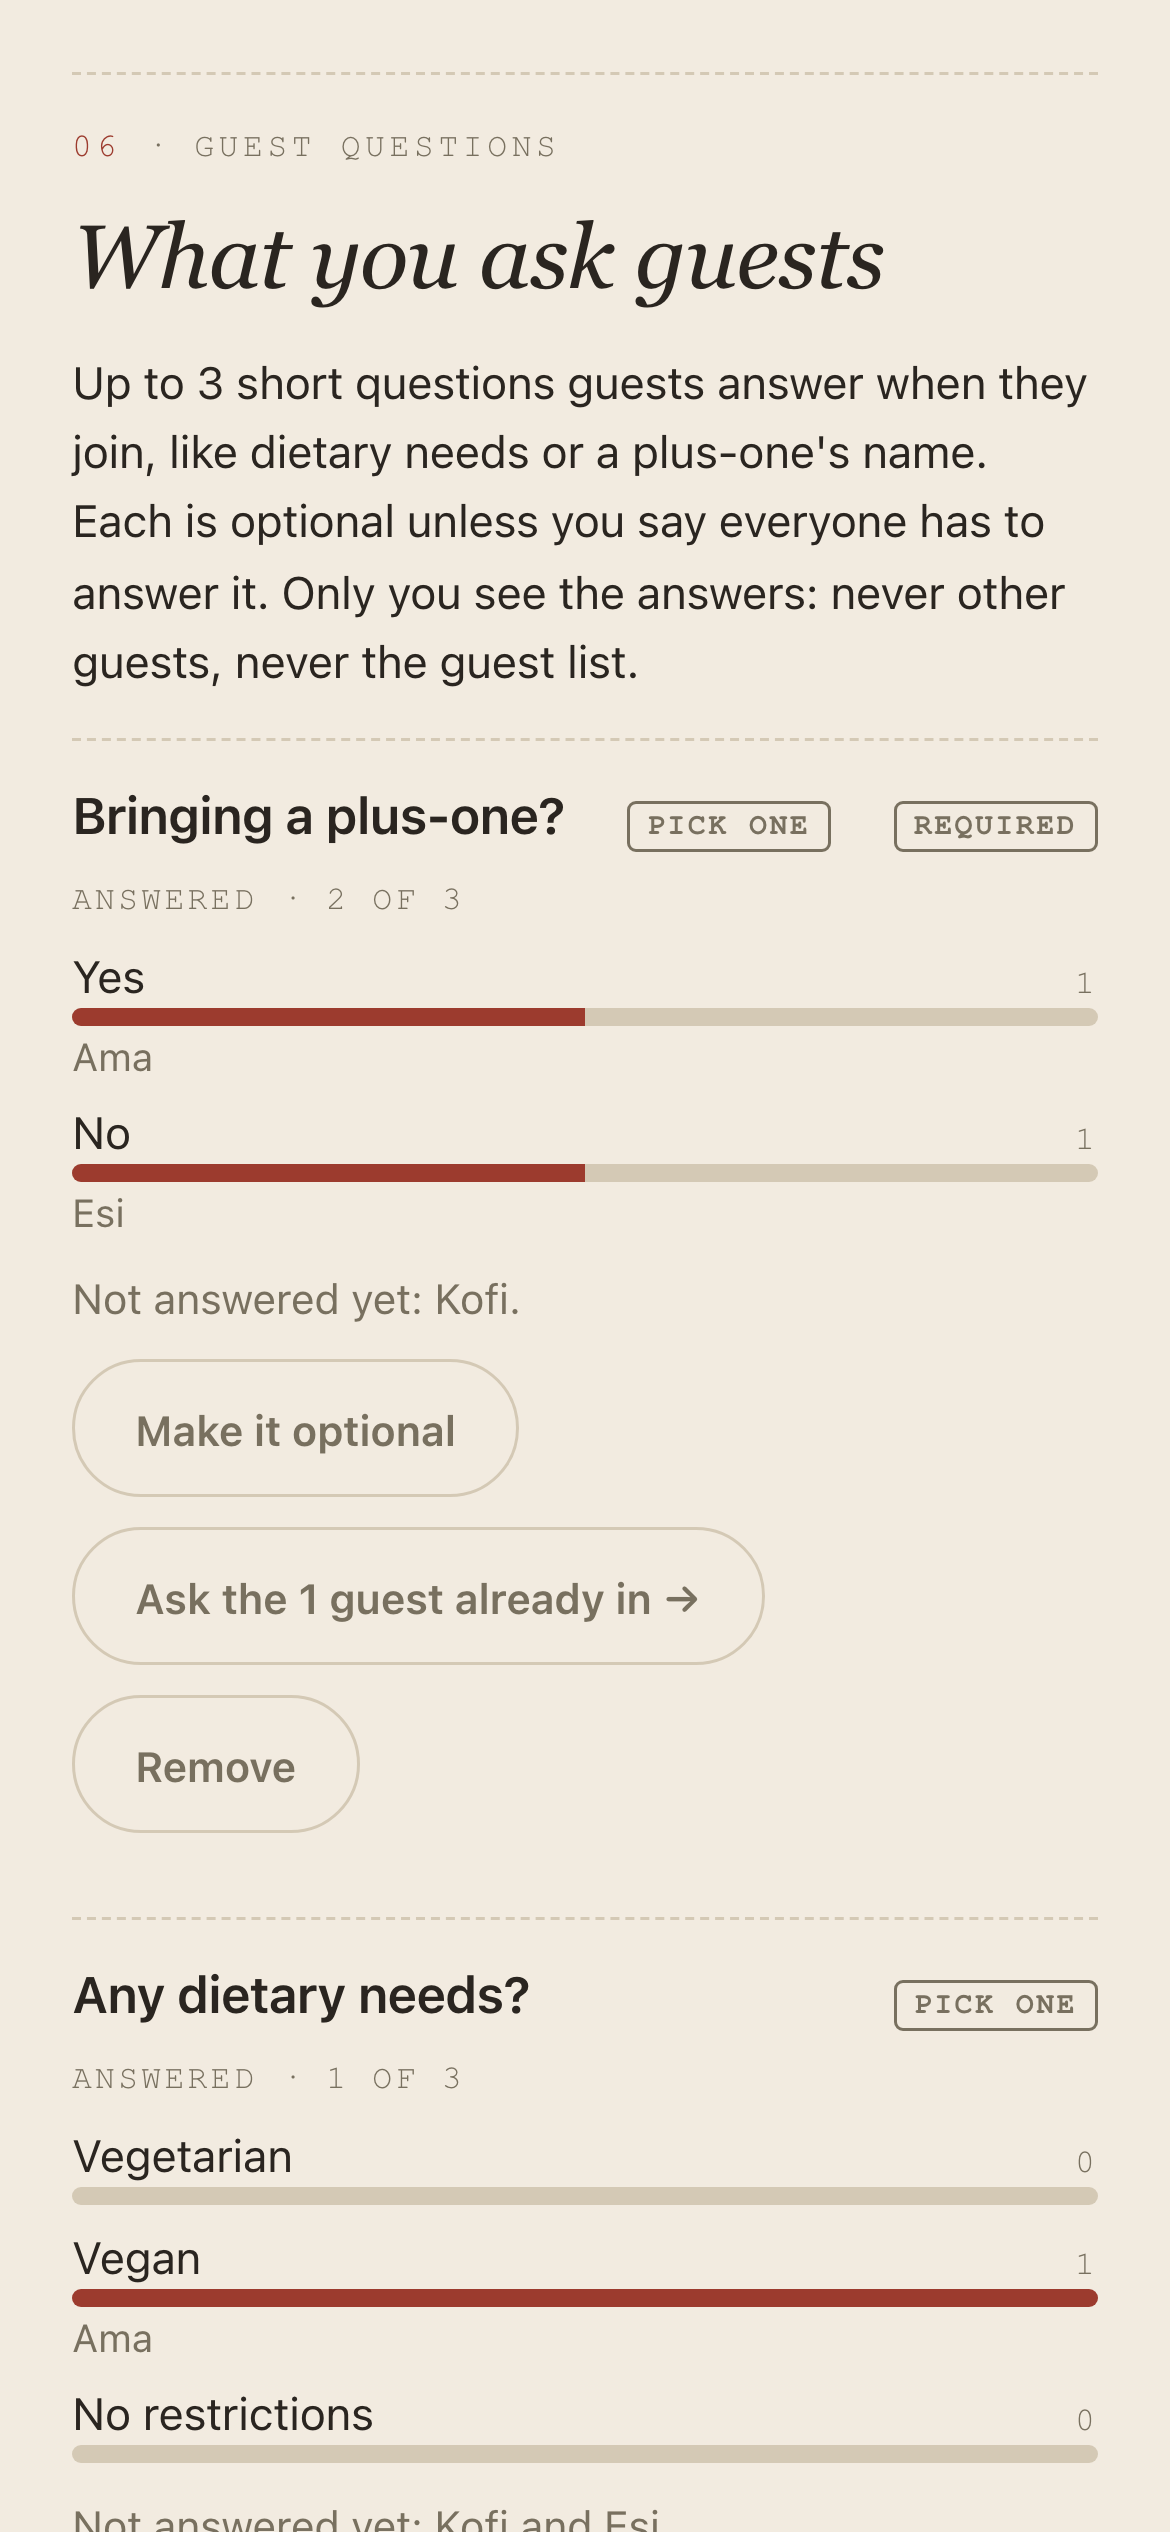 06 · GUEST QUESTIONS
What you ask guests
Up to 3 short questions guests answer when they
join, like dietary needs or a plus-one's name.
Each is optional unless you say everyone has to
answer it. Only you see the answers: never other
guests, never the guest list.
Bringing a plus-one? PICK ONE REQUIRED
ANSWERED · 2 OF 3
Yes 1
Ama
No 1
Esi
Not answered yet: Kofi.
Make it optional
Ask the 1 guest already in →
Remove
Any dietary needs? PICK ONE
ANSWERED · 1 OF 3
Vegetarian 0
Vegan 1
Ama
No restrictions 0
Not answered yet: Kofi and Esi